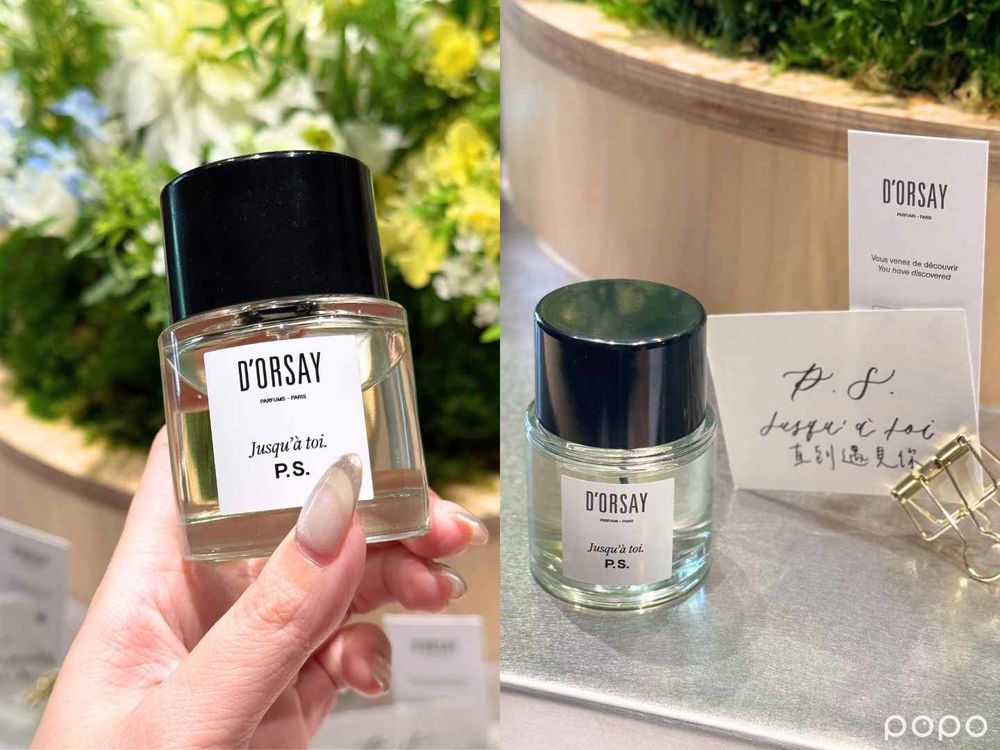 D'ORSAY
PARFUMS – PARIS
Jusqu'à toi.
P.S.
D'ORSAY
PARFUMS – PARIS
Vous venez de découvrir
You have discovered
P.S.
Jusqu'à toi
直到遇見你
D'ORSAY
PARFUMS – PARIS
Jusqu'à toi.
P.S.
popo